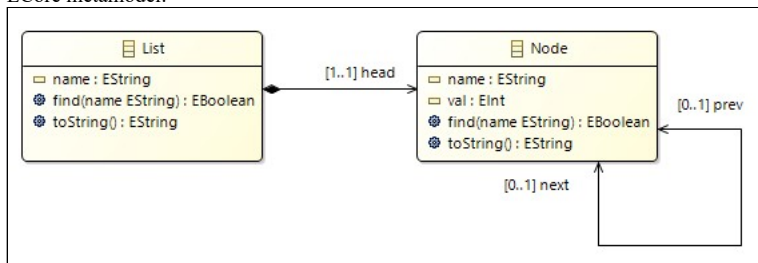 ECore metamodel:
List
name : EString
find(name EString) : EBoolean
toString() : EString
[1..1] head
Node
name : EString
val : EInt
find(name EString) : EBoolean
toString() : EString
[0..1] prev
[0..1] next